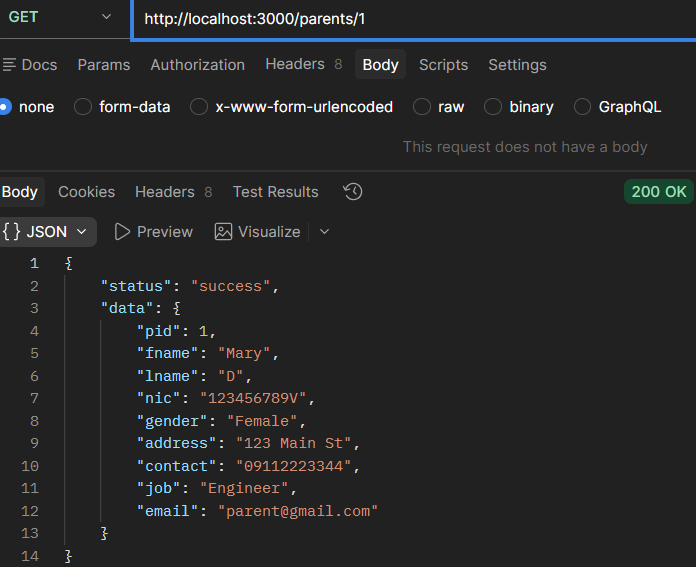 GET http://localhost:3000/parents/1
Docs Params Authorization Headers 8 Body Scripts Settings
none form-data x-www-form-urlencoded raw binary GraphQL
This request does not have a body
Body Cookies Headers 8 Test Results 200 OK
{ } JSON Preview Visualize
1 {
2 "status": "success",
3 "data": {
4 "pid": 1,
5 "fname": "Mary",
6 "lname": "D",
7 "nic": "123456789V",
8 "gender": "Female",
9 "address": "123 Main St",
10 "contact": "09112223344",
11 "job": "Engineer",
12 "email": "parent@gmail.com"
13 }
14 }